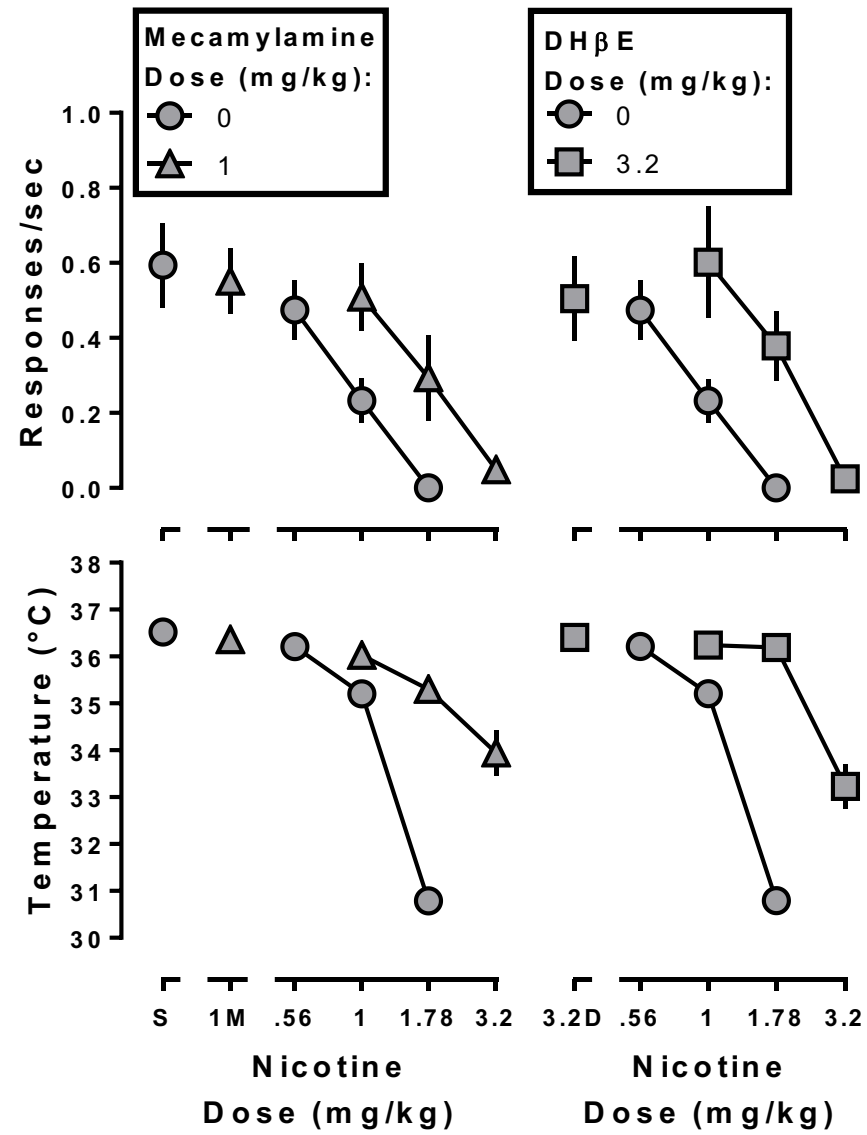 Mecamylamine
Dose (mg/kg):
0
1
DHβE
Dose (mg/kg):
0
3.2
Responses/sec
1.0
0.8
0.6
0.4
0.2
0.0
Temperature (°C)
38
37
36
35
34
33
32
31
30
S 1M .56 1 1.78 3.2
3.2D .56 1 1.78 3.2
Nicotine
Dose (mg/kg)
Nicotine
Dose (mg/kg)